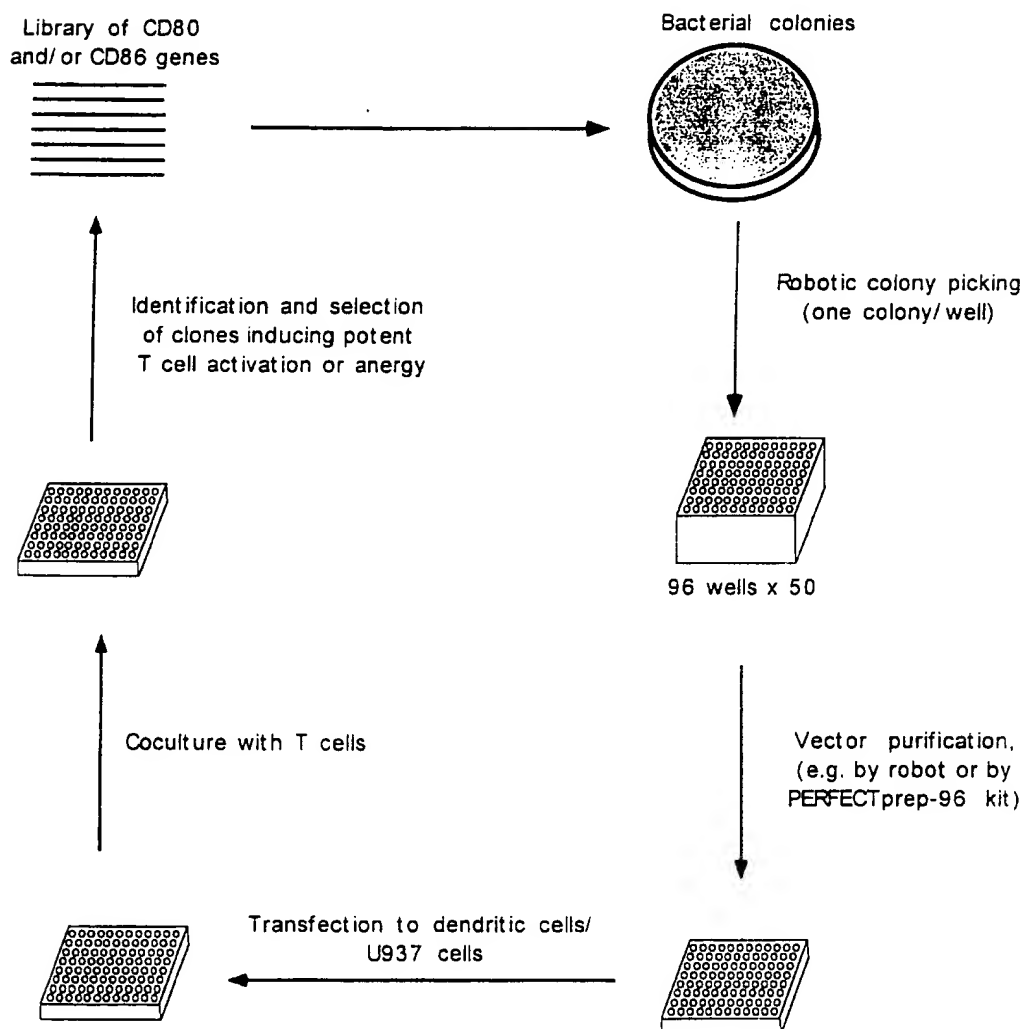 Library of CD80
and/or CD86 genes
Bacterial colonies
Robotic colony picking
(one colony/well)
Identification and selection
of clones inducing potent
T cell activation or anergy
96 wells x 50
Coculture with T cells
Vector purification,
(e.g. by robot or by
PERFECTprep-96 kit)
Transfection to dendritic cells/
U937 cells